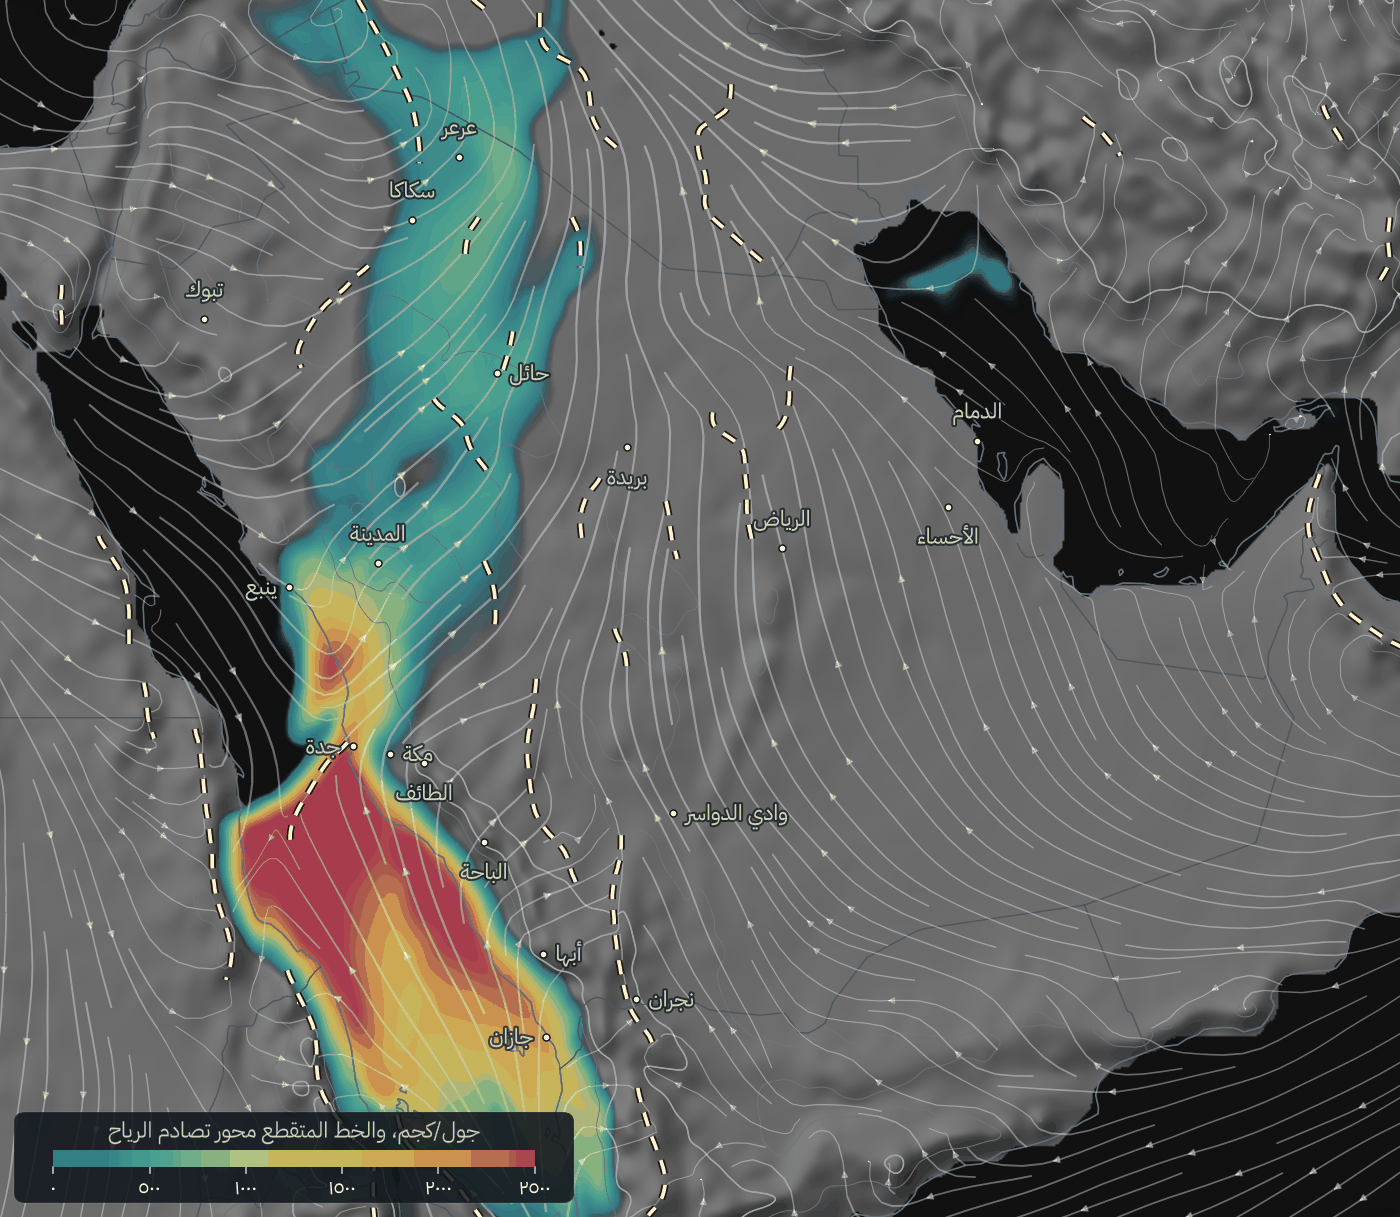 عرعر
سكاكا
تبوك
حائل
الدمام
بريدة
الرياض
الأحساء
المدينة
ينبع
جدة
مكة
الطائف
وادي الدواسر
الباحة
أبها
نجران
جازان
جول/كجم، والخط المتقطع محور تصادم الرياح
٠ ٥٠٠ ١٠٠٠ ١٥٠٠ ٢٠٠٠ ٢٥٠٠